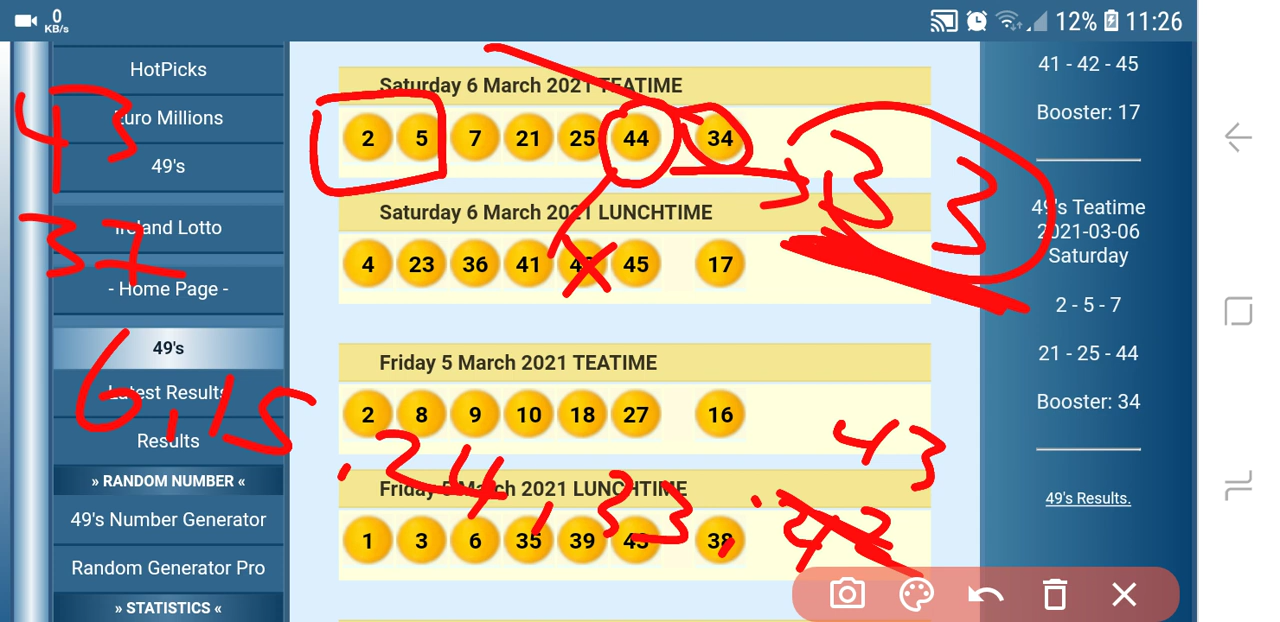 0 KB/s 12% 11:26
HotPicks
Euro Millions
49's
Ireland Lotto
- Home Page -
49's
Latest Results
Results
» RANDOM NUMBER «
49's Number Generator
Random Generator Pro
» STATISTICS «
43
37
6,15
Saturday 6 March 2021 TEATIME
2 5 7 21 25 44 34
Saturday 6 March 2021 LUNCHTIME
4 23 36 41 45 17
Friday 5 March 2021 TEATIME
2 8 9 10 18 27 16
Friday 5 March 2021 LUNCHTIME
1 3 6 35 39 38
33
24, 33
43
41 - 42 - 45
Booster: 17
49's Teatime
2021-03-06
Saturday
2 - 5 - 7
21 - 25 - 44
Booster: 34
49's Results.